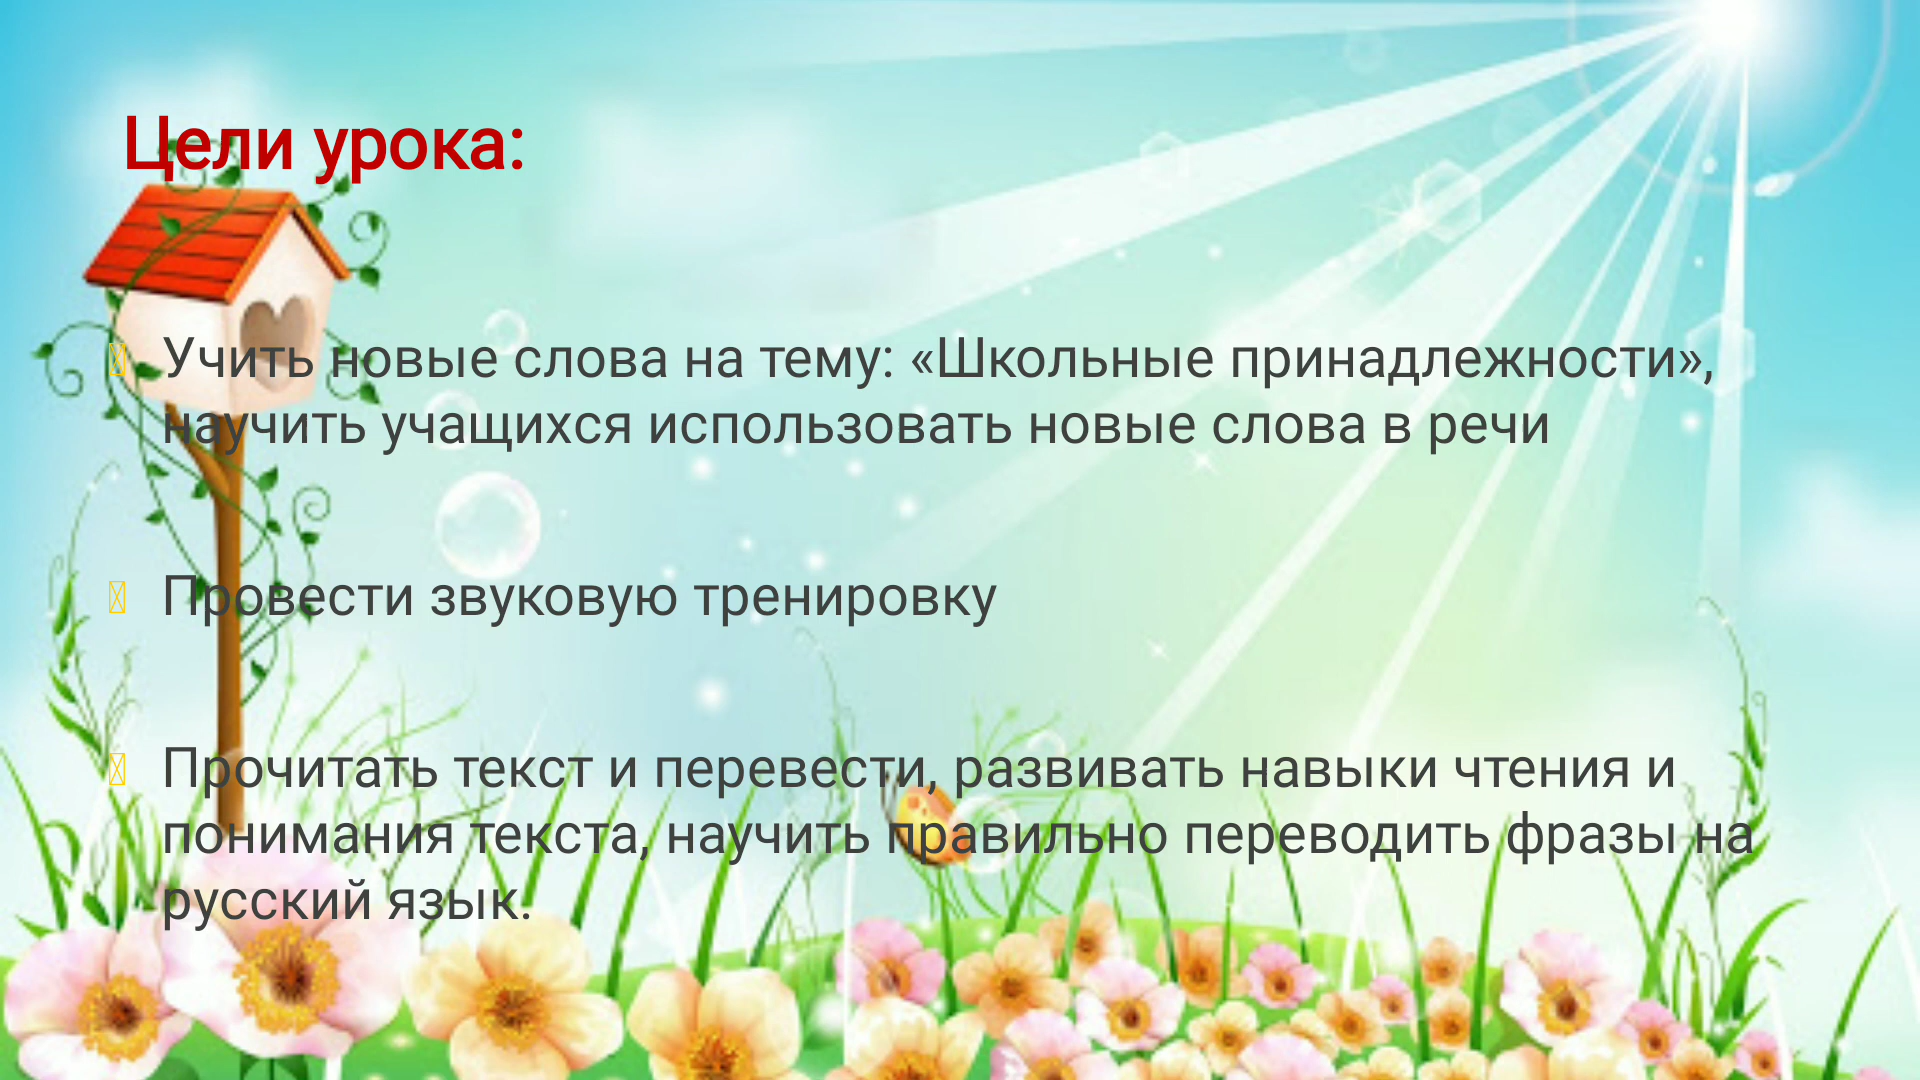 Цели урока:
Учить новые слова на тему: «Школьные принадлежности»,
научить учащихся использовать новые слова в речи
Провести звуковую тренировку
Прочитать текст и перевести, развивать навыки чтения и
понимания текста, научить правильно переводить фразы на
русский язык.